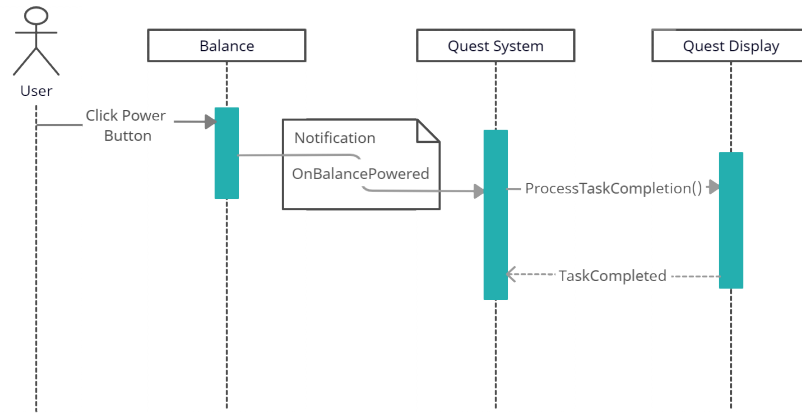 Balance
Quest System
Quest Display
User
Click Power
Button
Notification
OnBalancePowered
ProcessTaskCompletion()
TaskCompleted